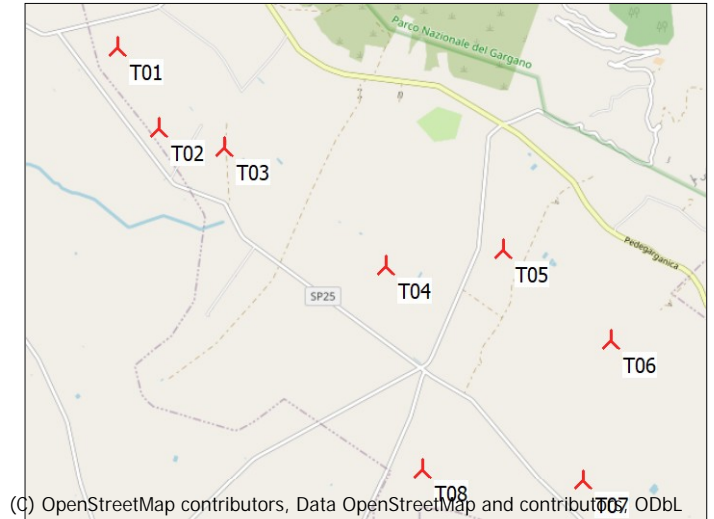 Parco Nazionale del Gargano
T01
T02
T03
Pedegarganica
T05
T04
SP25
T06
T08
T07
(C) OpenStreetMap contributors, Data OpenStreetMap and contributors, ODbL